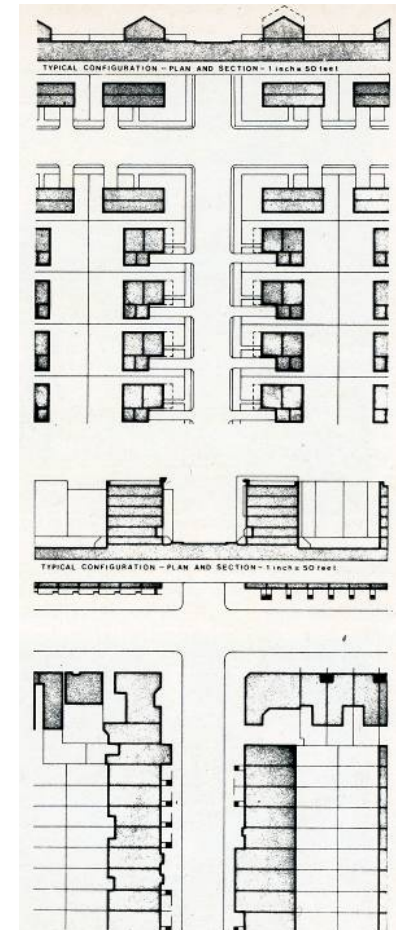 TYPICAL CONFIGURATION – PLAN AND SECTION – 1 inch = 50 feet
TYPICAL CONFIGURATION – PLAN AND SECTION – 1 inch = 50 feet